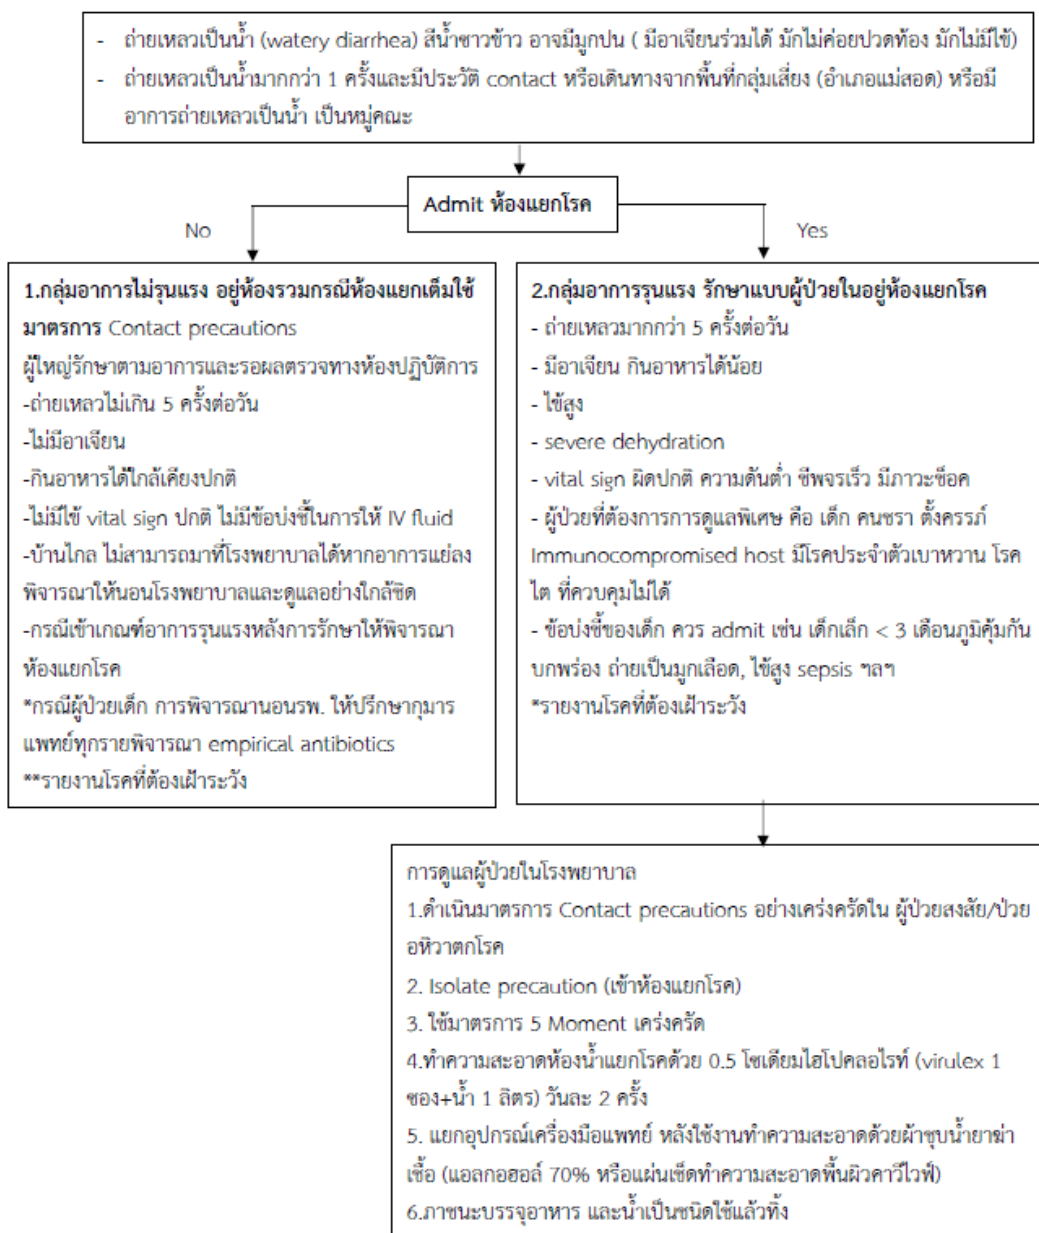 - ถ่ายเหลวเป็นน้ำ (watery diarrhea) สีน้ำซาวข้าว อาจมีมูกปน ( มีอาเจียนร่วมได้ มักไม่ค่อยปวดท้อง มักไม่มีไข้)
- ถ่ายเหลวเป็นน้ำมากกว่า 1 ครั้งและมีประวัติ contact หรือเดินทางจากพื้นที่กลุ่มเสี่ยง (อำเภอแม่สอด) หรือมี
อาการถ่ายเหลวเป็นน้ำ เป็นหมู่คณะ
Admit ห้องแยกโรค
No
Yes
1.กลุ่มอาการไม่รุนแรง อยู่ห้องรวมกรณีห้องแยกเต็มใช้
มาตรการ Contact precautions
ผู้ใหญ่รักษาตามอาการและรอผลตรวจทางห้องปฏิบัติการ
-ถ่ายเหลวไม่เกิน 5 ครั้งต่อวัน
-ไม่มีอาเจียน
-กินอาหารได้ใกล้เคียงปกติ
-ไม่มีไข้ vital sign ปกติ ไม่มีข้อบ่งชี้ในการให้ IV fluid
-บ้านไกล ไม่สามารถมาที่โรงพยาบาลได้หากอาการแย่ลง
พิจารณาให้นอนโรงพยาบาลและดูแลอย่างใกล้ชิด
-กรณีเข้าเกณฑ์อาการรุนแรงหลังการรักษาให้พิจารณา
ห้องแยกโรค
*กรณีผู้ป่วยเด็ก การพิจารณานอนรพ. ให้ปรึกษากุมาร
แพทย์ทุกรายพิจารณา empirical antibiotics
**รายงานโรคที่ต้องเฝ้าระวัง
2.กลุ่มอาการรุนแรง รักษาแบบผู้ป่วยในอยู่ห้องแยกโรค
- ถ่ายเหลวมากกว่า 5 ครั้งต่อวัน
- มีอาเจียน กินอาหารได้น้อย
- ไข้สูง
- severe dehydration
- vital sign ผิดปกติ ความดันต่ำ ชีพจรเร็ว มีภาวะช็อค
- ผู้ป่วยที่ต้องการการดูแลพิเศษ คือ เด็ก คนชรา ตั้งครรภ์
Immunocompromised host มีโรคประจำตัวเบาหวาน โรค
ไต ที่ควบคุมไม่ได้
- ข้อบ่งชี้ของเด็ก ควร admit เช่น เด็กเล็ก < 3 เดือนภูมิคุ้มกัน
บกพร่อง ถ่ายเป็นมูกเลือด, ไข้สูง sepsis ฯลฯ
*รายงานโรคที่ต้องเฝ้าระวัง
การดูแลผู้ป่วยในโรงพยาบาล
1.ดำเนินมาตรการ Contact precautions อย่างเคร่งครัดใน ผู้ป่วยสงสัย/ป่วย
อหิวาตกโรค
2. Isolate precaution (เข้าห้องแยกโรค)
3. ใช้มาตรการ 5 Moment เคร่งครัด
4.ทำความสะอาดห้องน้ำแยกโรคด้วย 0.5 โซเดียมไฮโปคลอไรท์ (virulex 1
ซอง+น้ำ 1 ลิตร) วันละ 2 ครั้ง
5. แยกอุปกรณ์เครื่องมือแพทย์ หลังใช้งานทำความสะอาดด้วยผ้าชุบน้ำยาฆ่า
เชื้อ (แอลกอฮอล์ 70% หรือแผ่นเช็ดทำความสะอาดพื้นผิวคาวีไวฟ์)
6.ภาชนะบรรจุอาหาร และน้ำเป็นชนิดใช้แล้วทิ้ง